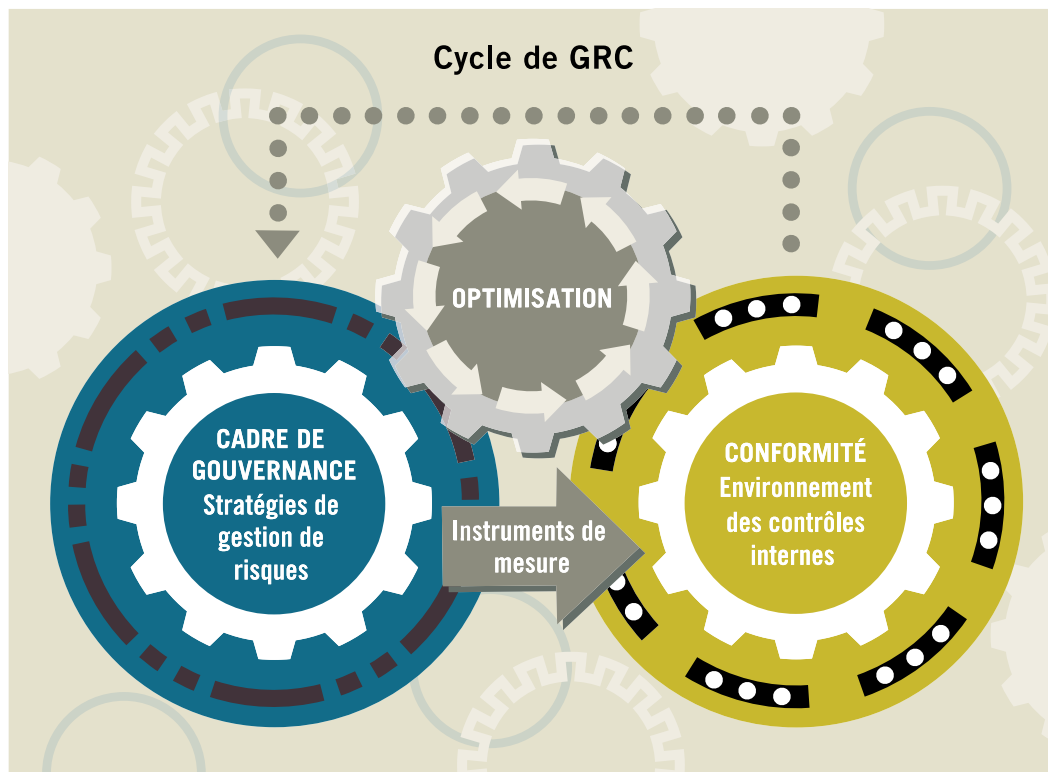 Cycle de GRC
OPTIMISATION
CADRE DE
GOUVERNANCE
Stratégies de
gestion de
risques
Instruments de
mesure
CONFORMITÉ
Environnement
des contrôles
internes